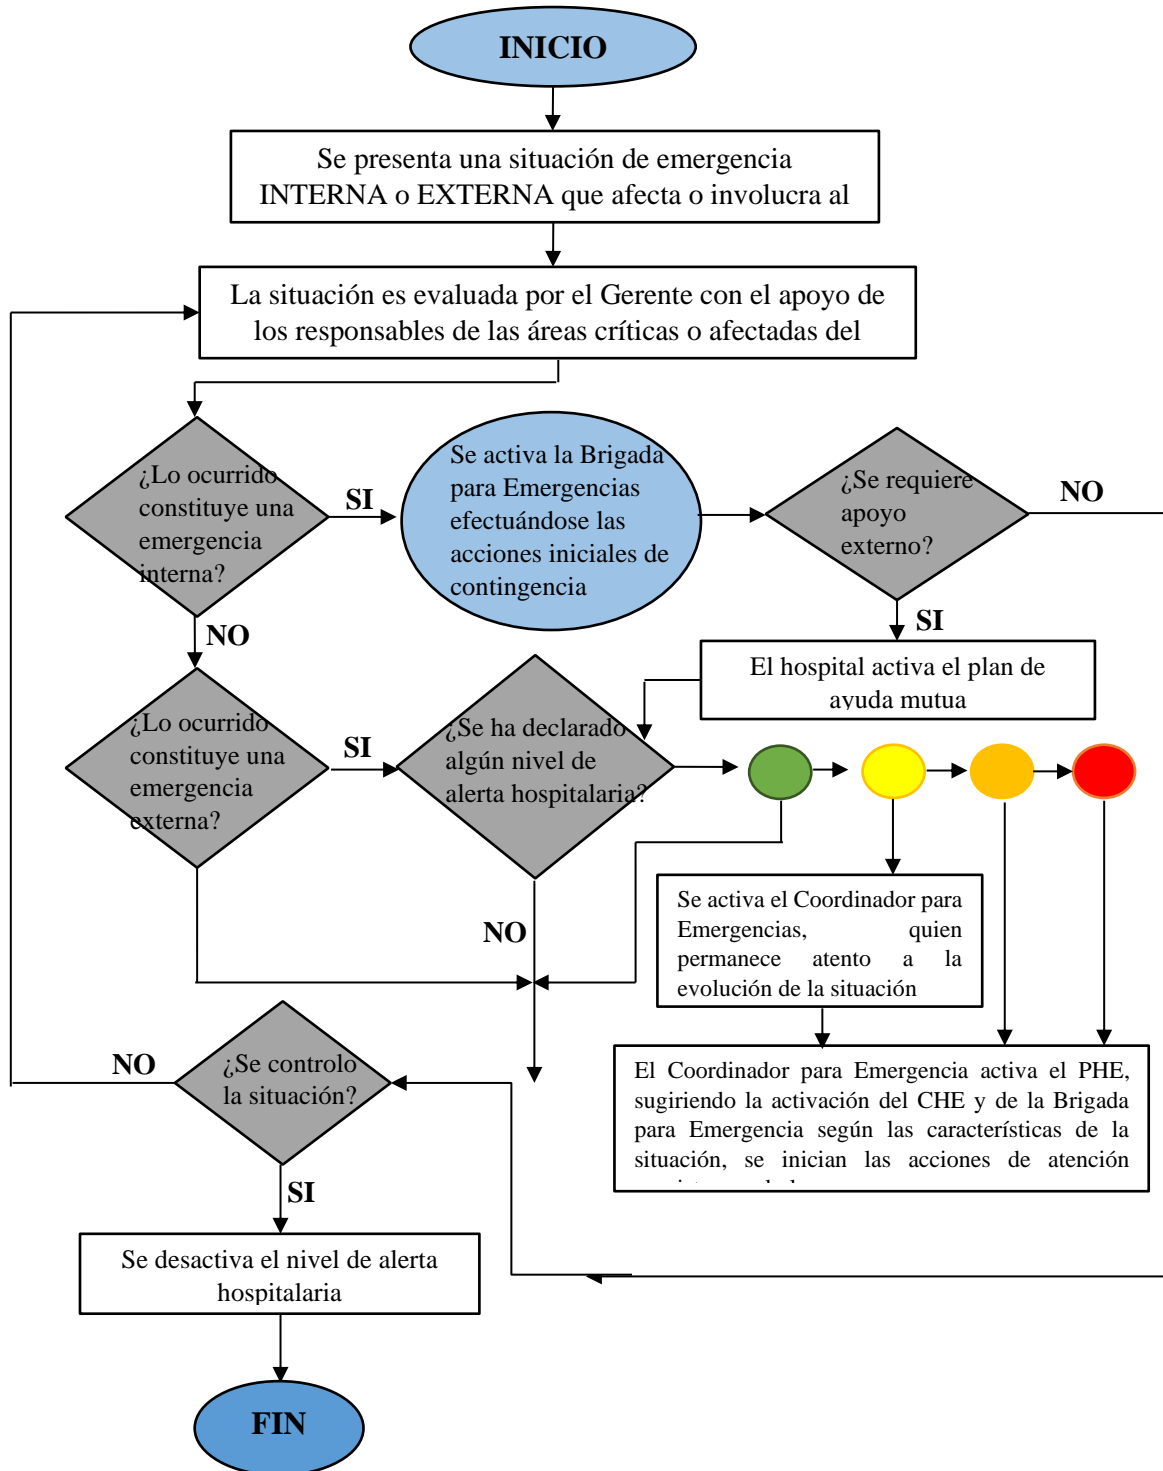 INICIO
Se presenta una situación de emergencia
INTERNA o EXTERNA que afecta o involucra al
La situación es evaluada por el Gerente con el apoyo de
los responsables de las áreas críticas o afectadas del
¿Lo ocurrido
constituye una
emergencia
interna?
SI
Se activa la Brigada
para Emergencias
efectuándose las
acciones iniciales de
contingencia
¿Se requiere
apoyo
externo?
NO
SI
NO
El hospital activa el plan de
ayuda mutua
¿Lo ocurrido
constituye una
emergencia
externa?
SI
¿Se ha declarado
algún nivel de
alerta hospitalaria?
NO
Se activa el Coordinador para
Emergencias, quien
permanece atento a la
evolución de la situación
El Coordinador para Emergencia activa el PHE,
sugiriendo la activación del CHE y de la Brigada
para Emergencia según las características de la
situación, se inician las acciones de atención
¿Se controlo
la situación?
NO
SI
Se desactiva el nivel de alerta
hospitalaria
FIN